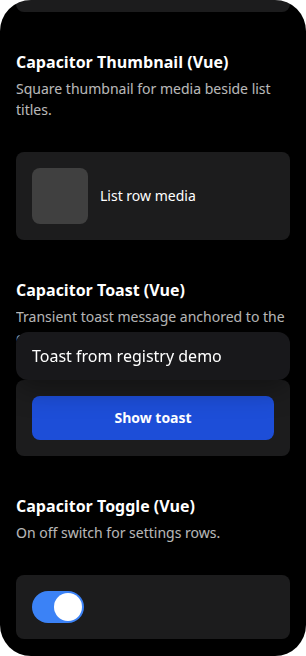 Capacitor Thumbnail (Vue)
Square thumbnail for media beside list
titles.
List row media
Capacitor Toast (Vue)
Transient toast message anchored to the
Toast from registry demo
Show toast
Capacitor Toggle (Vue)
On off switch for settings rows.